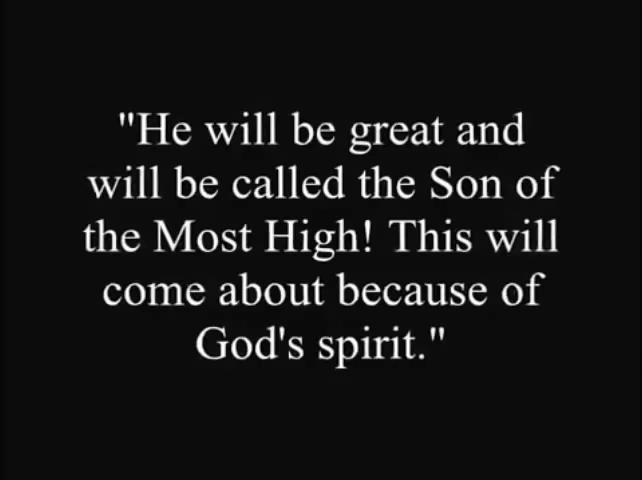 "He will be great and
will be called the Son of
the Most High! This will
come about because of
God's spirit."